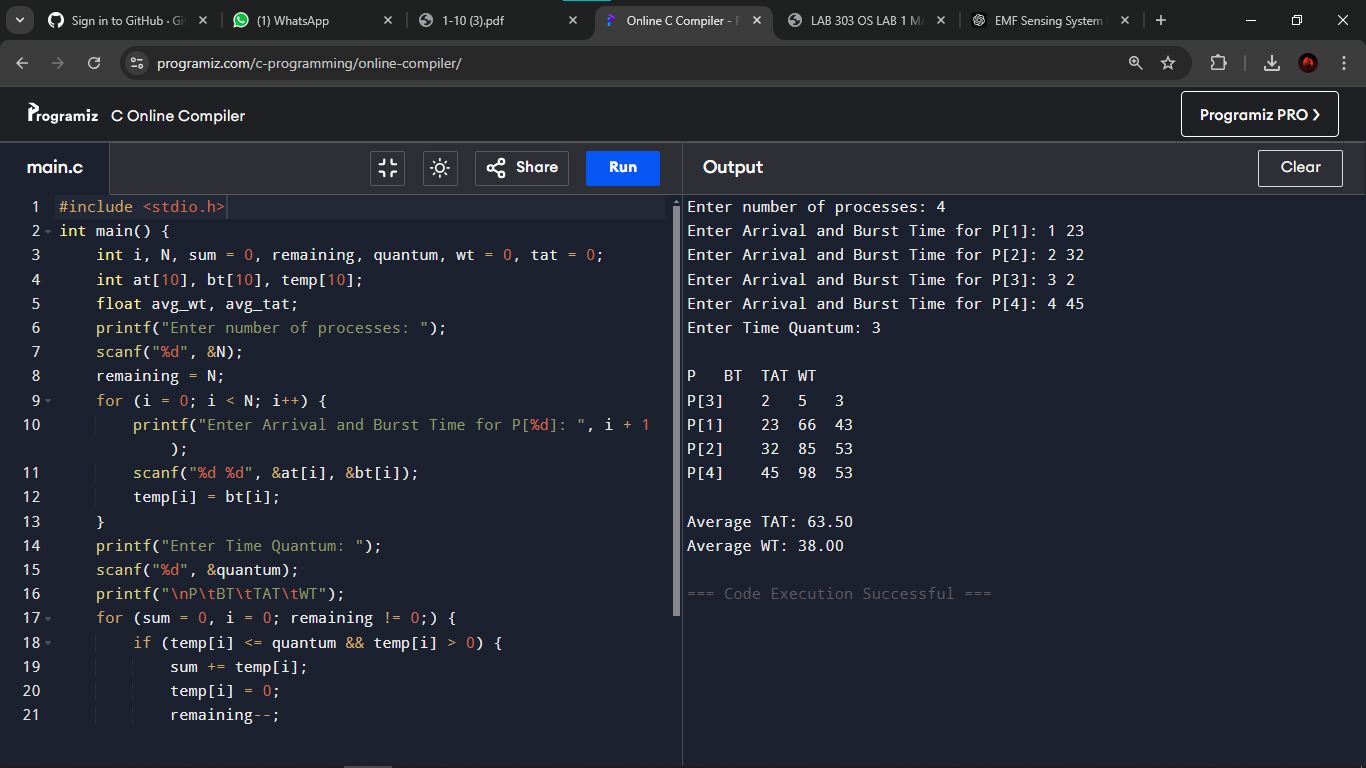 Sign in to GitHub · Gi
(1) WhatsApp
1-10 (3).pdf
Online C Compiler - P
LAB 303 OS LAB 1 MA
EMF Sensing System
programiz.com/c-programming/online-compiler/
Programiz C Online Compiler
Programiz PRO
main.c
Share
Run
Output
Clear
1 #include <stdio.h>
2 int main() {
3 int i, N, sum = 0, remaining, quantum, wt = 0, tat = 0;
4 int at[10], bt[10], temp[10];
5 float avg_wt, avg_tat;
6 printf("Enter number of processes: ");
7 scanf("%d", &N);
8 remaining = N;
9 for (i = 0; i < N; i++) {
10 printf("Enter Arrival and Burst Time for P[%d]: ", i + 1
);
11 scanf("%d %d", &at[i], &bt[i]);
12 temp[i] = bt[i];
13 }
14 printf("Enter Time Quantum: ");
15 scanf("%d", &quantum);
16 printf("\nP\tBT\tTAT\tWT");
17 for (sum = 0, i = 0; remaining != 0;) {
18 if (temp[i] <= quantum && temp[i] > 0) {
19 sum += temp[i];
20 temp[i] = 0;
21 remaining--;
Enter number of processes: 4
Enter Arrival and Burst Time for P[1]: 1 23
Enter Arrival and Burst Time for P[2]: 2 32
Enter Arrival and Burst Time for P[3]: 3 2
Enter Arrival and Burst Time for P[4]: 4 45
Enter Time Quantum: 3
P BT TAT WT
P[3] 2 5 3
P[1] 23 66 43
P[2] 32 85 53
P[4] 45 98 53
Average TAT: 63.50
Average WT: 38.00
=== Code Execution Successful ===